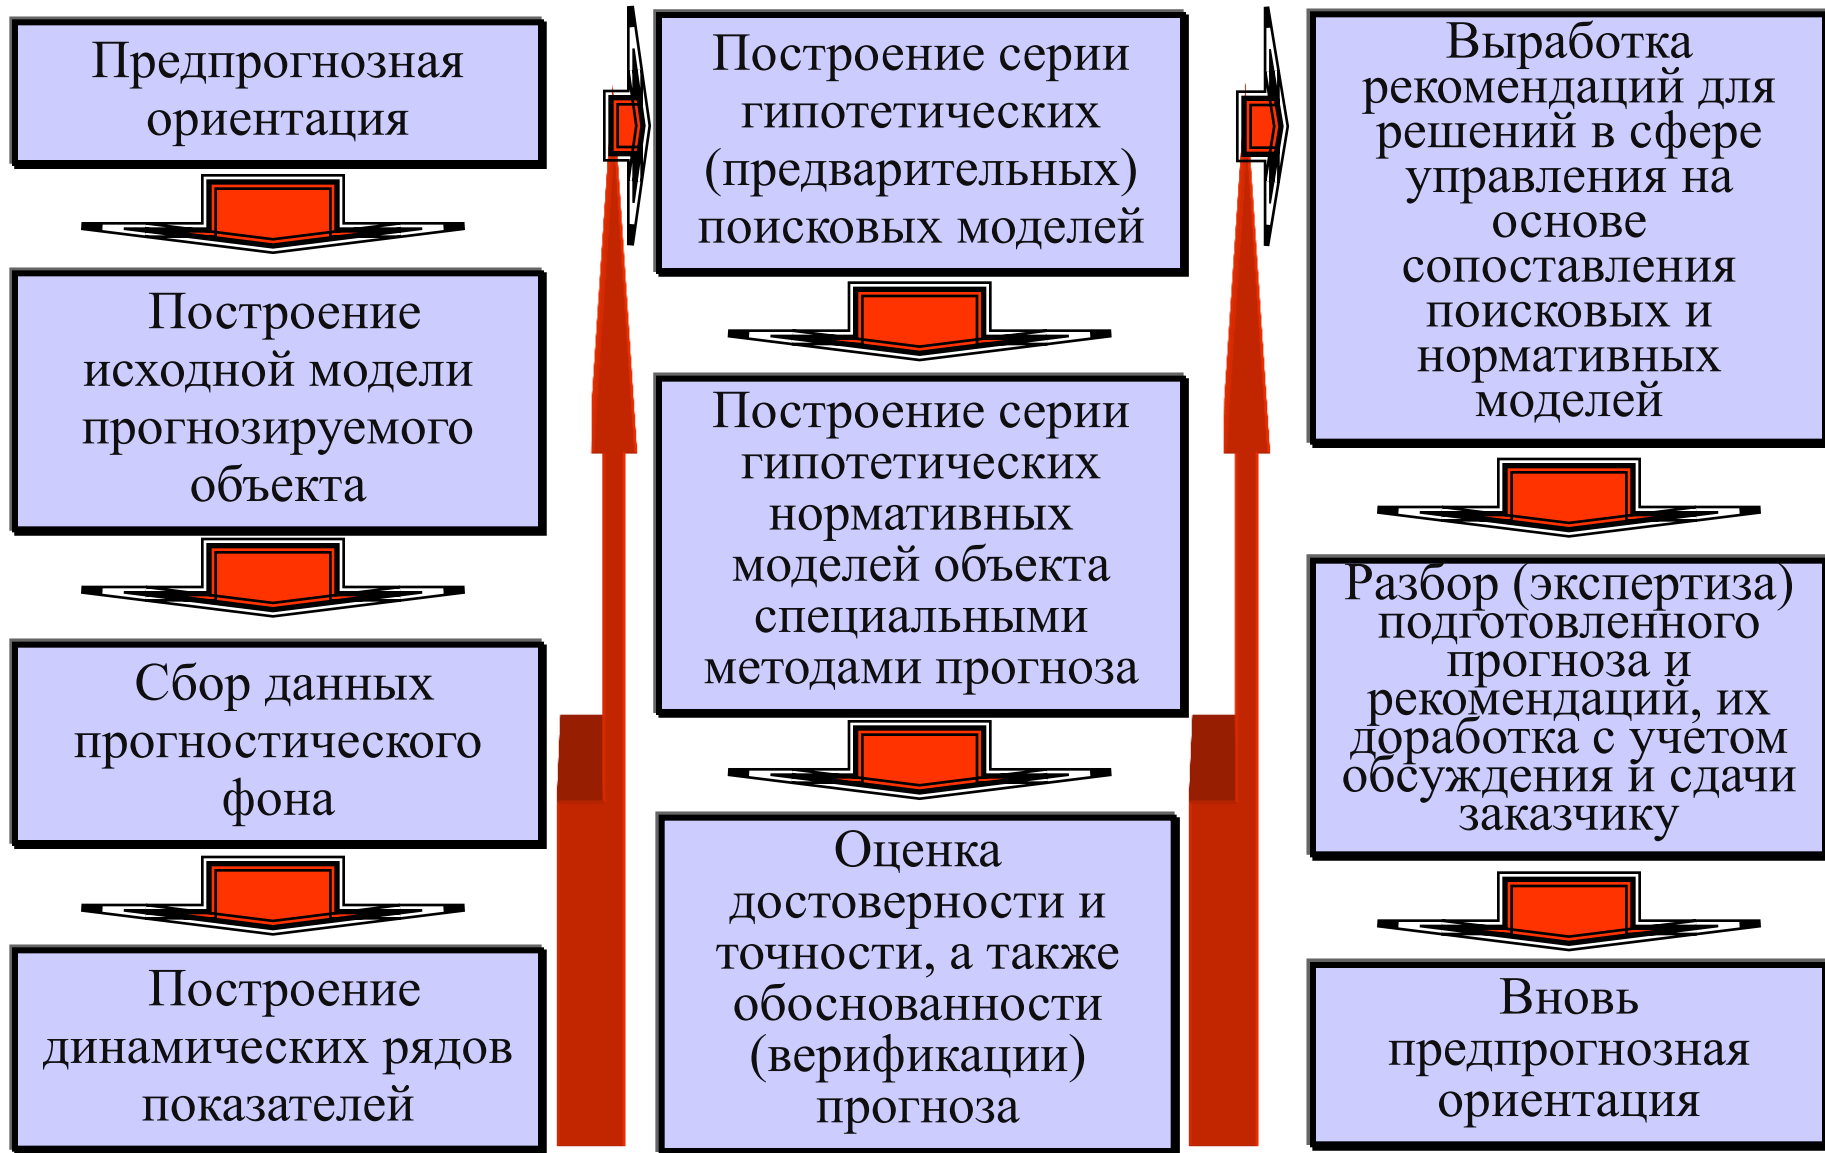 Предпрогнозная
ориентация
Построение
исходной модели
прогнозируемого
объекта
Сбор данных
прогностического
фона
Построение
динамических рядов
показателей
Построение серии
гипотетических
(предварительных)
поисковых моделей
Построение серии
гипотетических
нормативных
моделей объекта
специальными
методами прогноза
Оценка
достоверности и
точности, а также
обоснованности
(верификации)
прогноза
Выработка
рекомендаций для
решений в сфере
управления на
основе
сопоставления
поисковых и
нормативных
моделей
Разбор (экспертиза)
подготовленного
прогноза и
рекомендаций, их
доработка с учетом
обсуждения и сдачи
заказчику
Вновь
предпрогнозная
ориентация